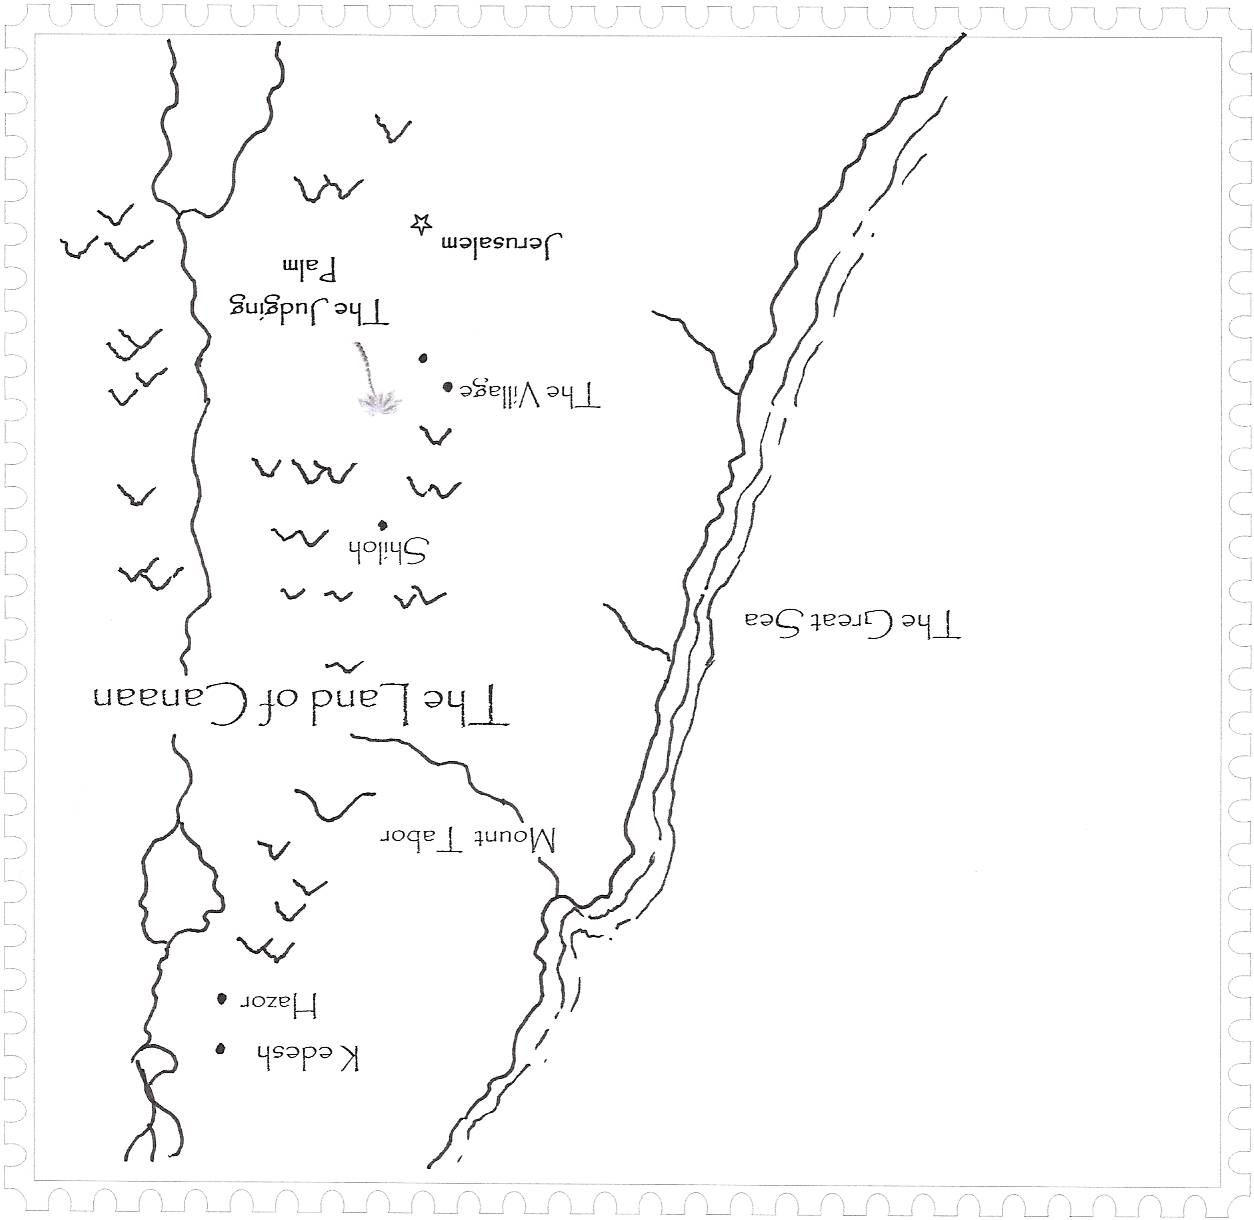 Kedesh
Hazor
Mount Tabor
The Land of Canaan
The Great Sea
Shiloh
The Village
The Judging
Palm
Jerusalem